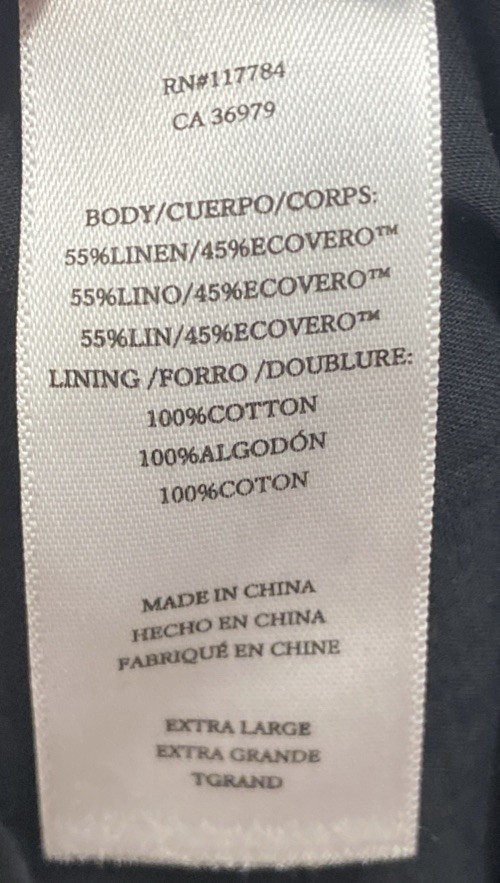 RN#117784
CA 36979
BODY/CUERPO/CORPS:
55%LINEN/45%ECOVERO™
55%LINO/45%ECOVERO™
55%LIN/45%ECOVERO™
LINING /FORRO /DOUBLURE:
100%COTTON
100%ALGODÓN
100%COTON
MADE IN CHINA
HECHO EN CHINA
FABRIQUÉ EN CHINE
EXTRA LARGE
EXTRA GRANDE
TGRAND